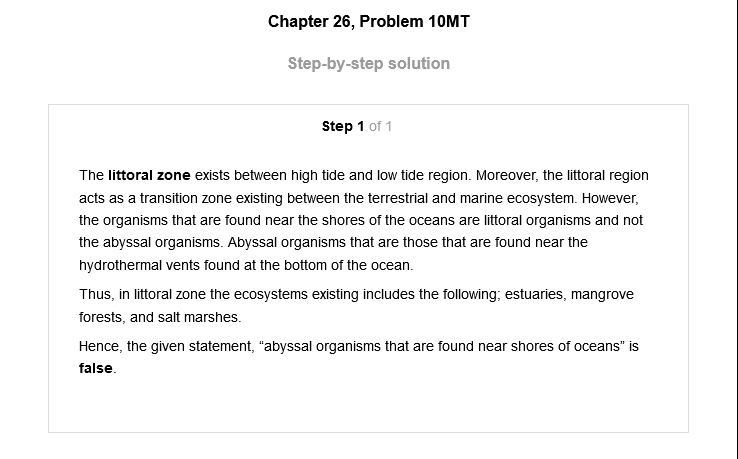 Chapter 26, Problem 10MT
Step-by-step solution
Step 1 of 1
The littoral zone exists between high tide and low tide region. Moreover, the littoral region
acts as a transition zone existing between the terrestrial and marine ecosystem. However,
the organisms that are found near the shores of the oceans are littoral organisms and not
the abyssal organisms. Abyssal organisms that are those that are found near the
hydrothermal vents found at the bottom of the ocean.
Thus, in littoral zone the ecosystems existing includes the following; estuaries, mangrove
forests, and salt marshes.
Hence, the given statement, “abyssal organisms that are found near shores of oceans” is
false.